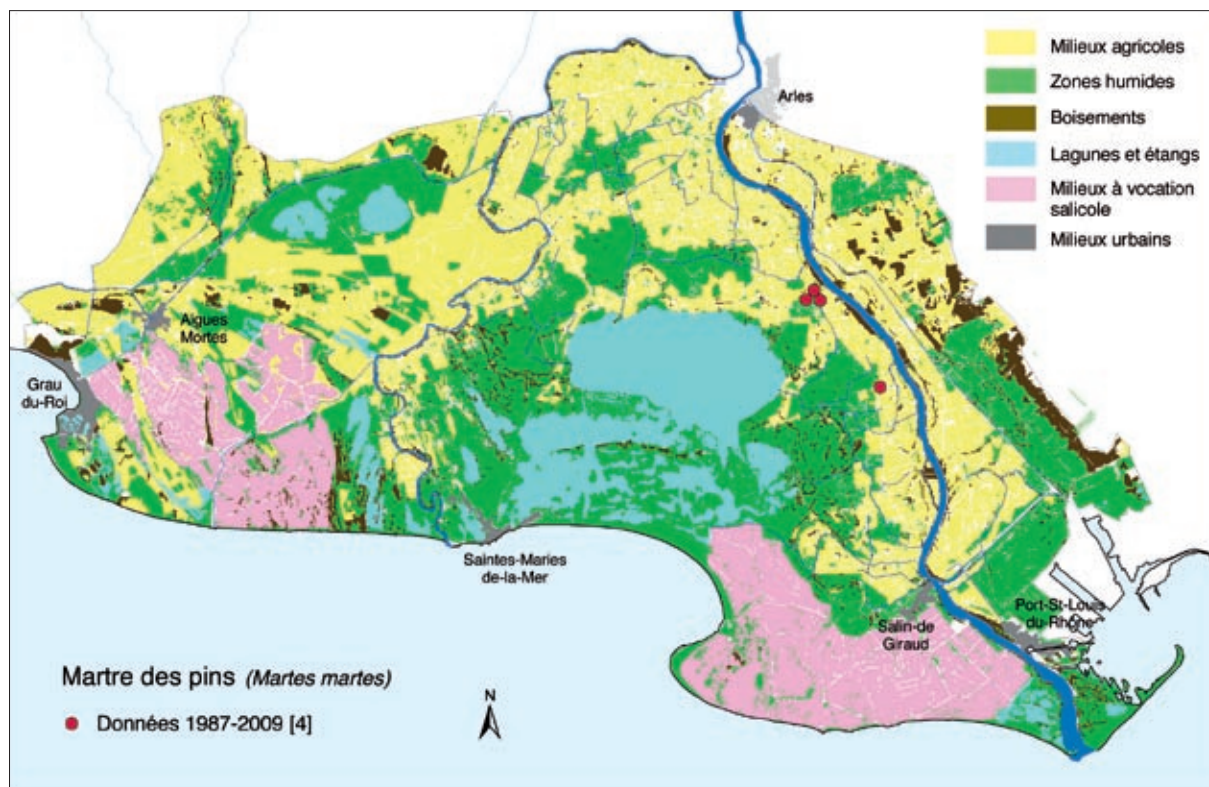 Milieux agricoles
Zones humides
Boisements
Lagunes et étangs
Milieux à vocation
salicole
Milieux urbains
Arles
Aigues
Mortes
Grau
du-Roi
Saintes-Maries
de-la-Mer
Salin-de
Giraud
Port-St-Louis
du-Rhône
Martre des pins (Martes martes)
Données 1987-2009 [4]
N